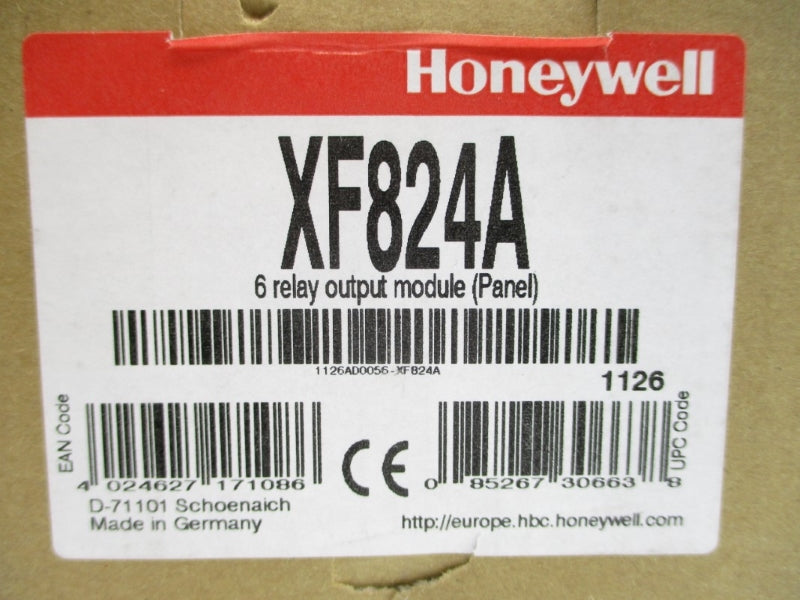 Honeywell
XF824A
6 relay output module (Panel)
1126AD0056-XF824A
1126
EAN Code
4 024627 171086
CE
0 85267 30663 8
UPC Code
D-71101 Schoenaich
Made in Germany
http://europe.hbc.honeywell.com